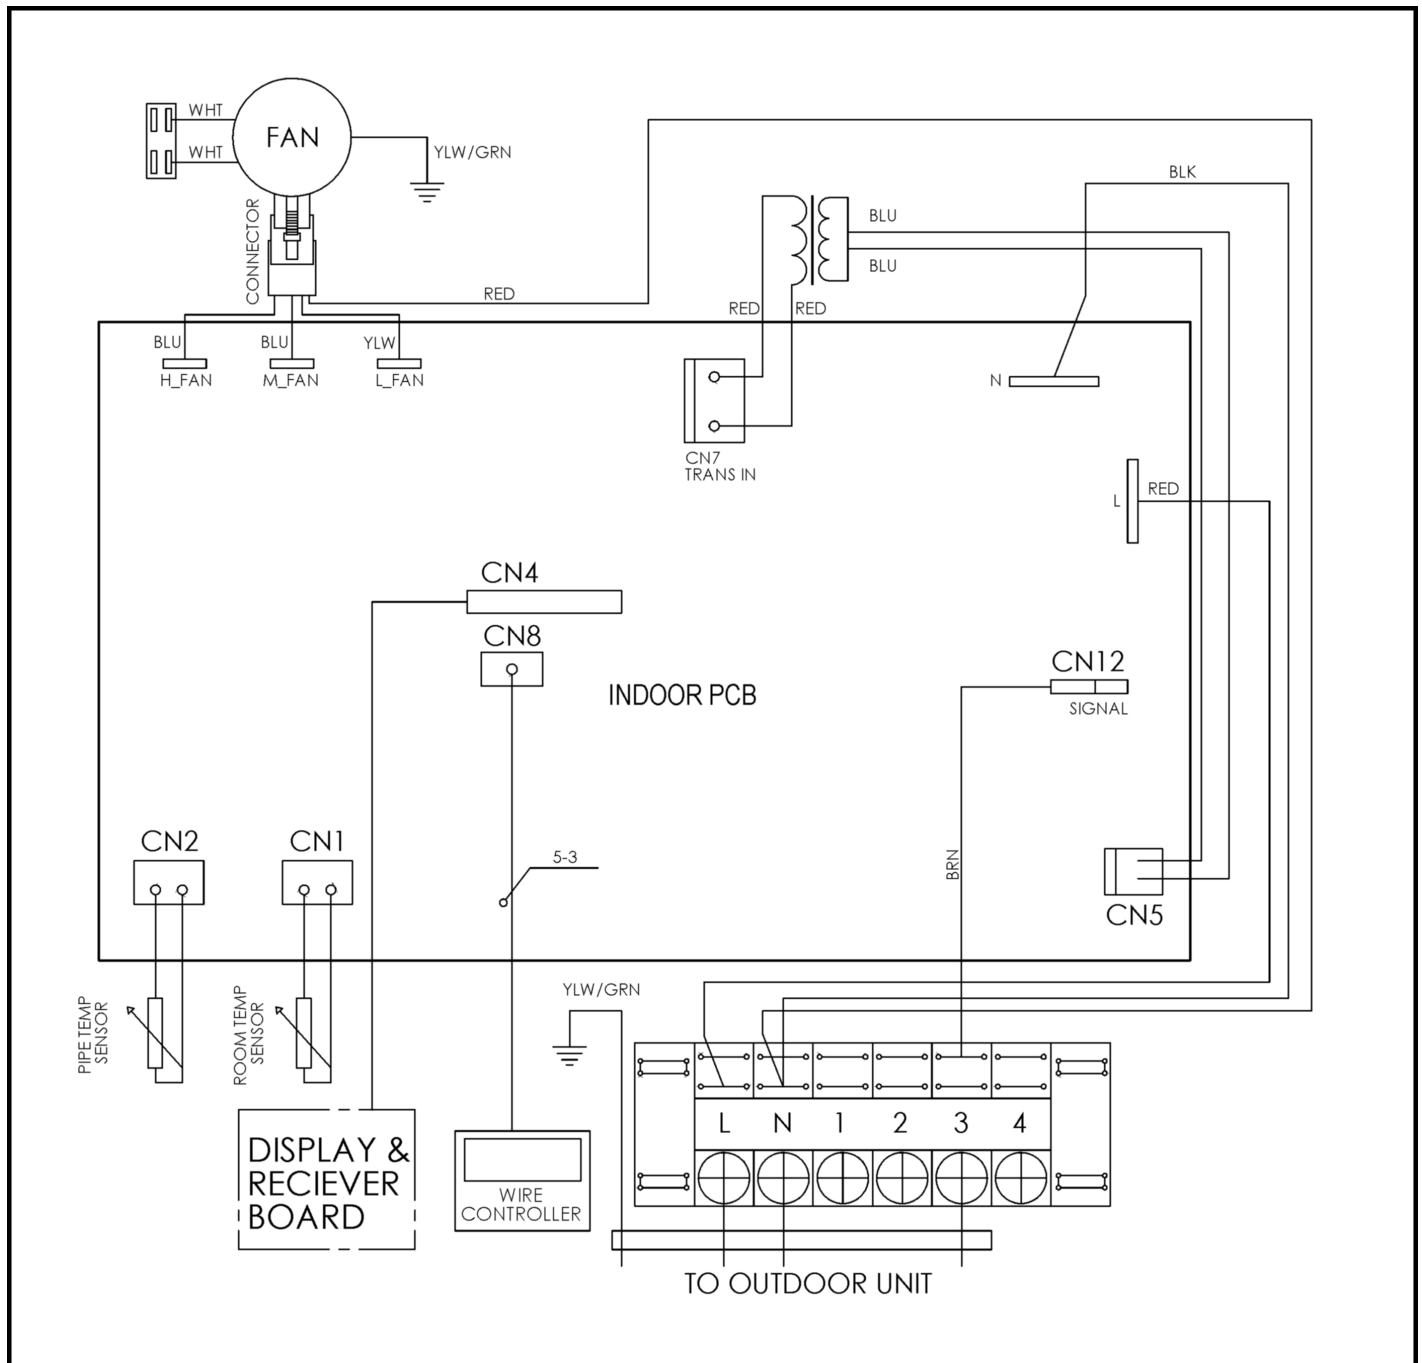 WHT
FAN
WHT
YLW/GRN
CONNECTOR
RED
BLK
BLU
BLU
RED
RED
BLU
BLU
YLW
H_FAN
M_FAN
L_FAN
N
CN7
TRANS IN
L
RED
CN4
CN8
INDOOR PCB
CN12
SIGNAL
CN2
CN1
5-3
BRN
CN5
PIPE TEMP
SENSOR
ROOM TEMP
SENSOR
YLW/GRN
L N 1 2 3 4
DISPLAY &
RECIEVER
BOARD
WIRE
CONTROLLER
TO OUTDOOR UNIT